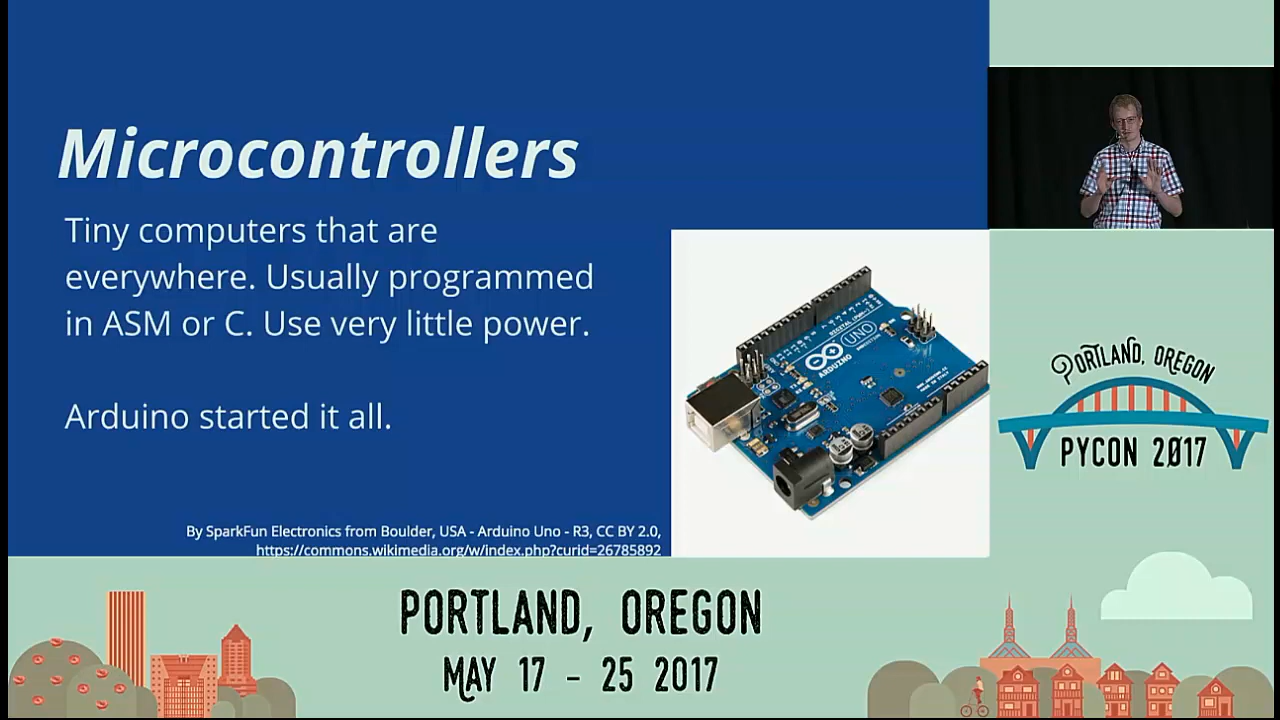 Microcontrollers
Tiny computers that are
everywhere. Usually programmed
in ASM or C. Use very little power.
Arduino started it all.
UNO
ARDUINO
By SparkFun Electronics from Boulder, USA - Arduino Uno - R3, CC BY 2.0,
https://commons.wikimedia.org/w/index.php?curid=26785892
PORTLAND, OREGON
PYCON 2017
PORTLAND, OREGON
MAY 17 - 25 2017